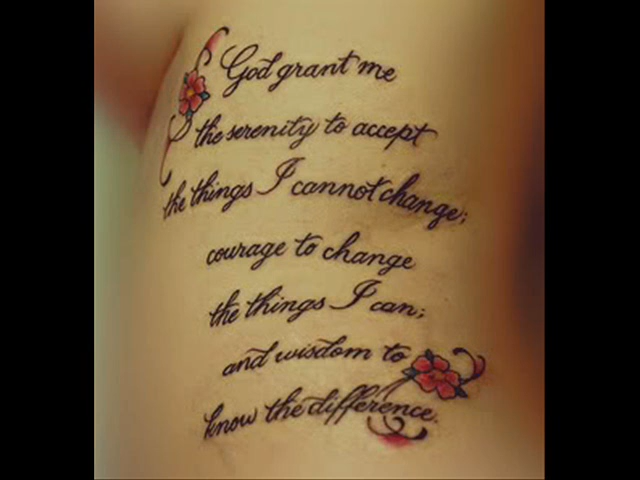 God grant me
the serenity to accept
the things I cannot change;
courage to change
the things I can;
and wisdom to
know the difference.